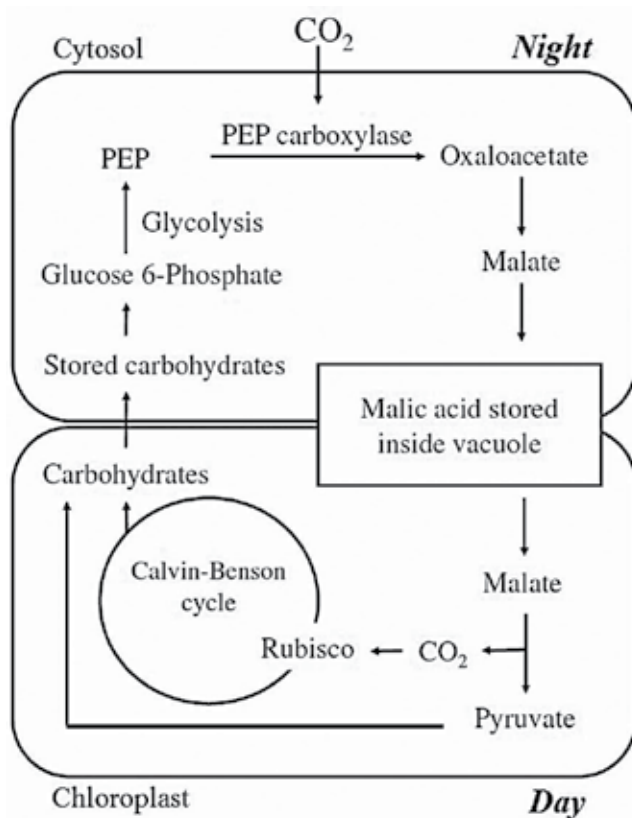 Cytosol
CO₂
Night
PEP carboxylase
PEP
Oxaloacetate
Glycolysis
Malate
Glucose 6-Phosphate
Stored carbohydrates
Malic acid stored
inside vacuole
Carbohydrates
Calvin-Benson
cycle
Malate
Rubisco
CO₂
Pyruvate
Chloroplast
Day